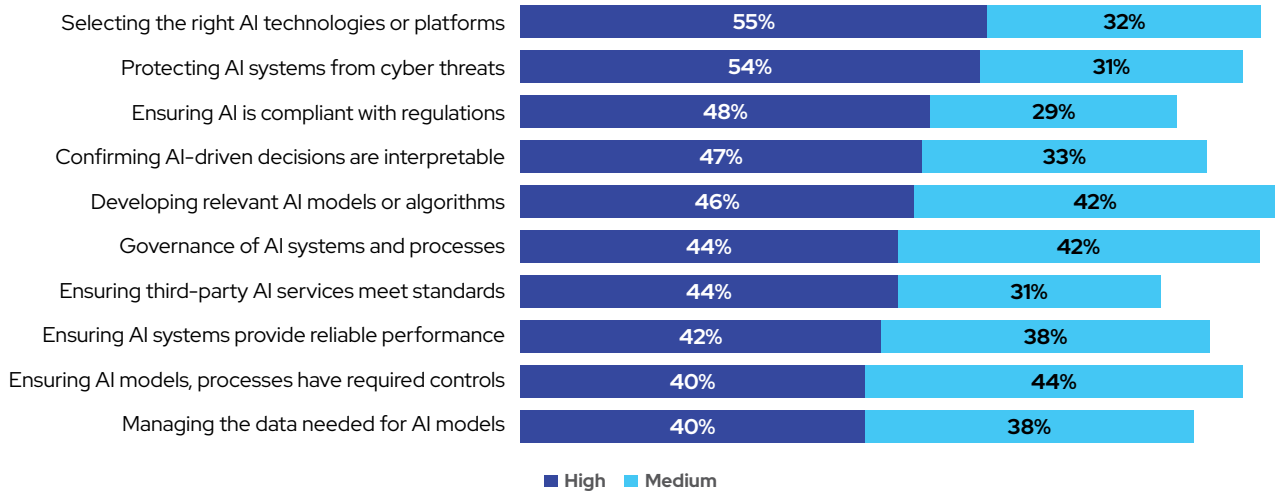 Selecting the right AI technologies or platforms 55% 32%
Protecting AI systems from cyber threats 54% 31%
Ensuring AI is compliant with regulations 48% 29%
Confirming AI-driven decisions are interpretable 47% 33%
Developing relevant AI models or algorithms 46% 42%
Governance of AI systems and processes 44% 42%
Ensuring third-party AI services meet standards 44% 31%
Ensuring AI systems provide reliable performance 42% 38%
Ensuring AI models, processes have required controls 40% 44%
Managing the data needed for AI models 40% 38%
High Medium